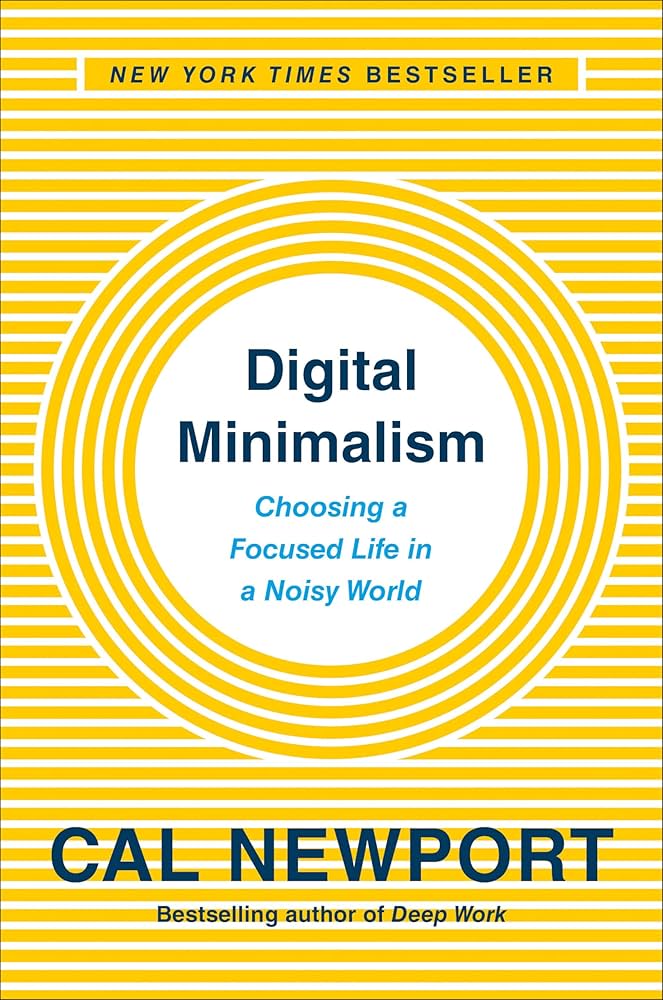 NEW YORK TIMES BESTSELLER
Digital
Minimalism
Choosing a
Focused Life in
a Noisy World
CAL NEWPORT
Bestselling author of Deep Work